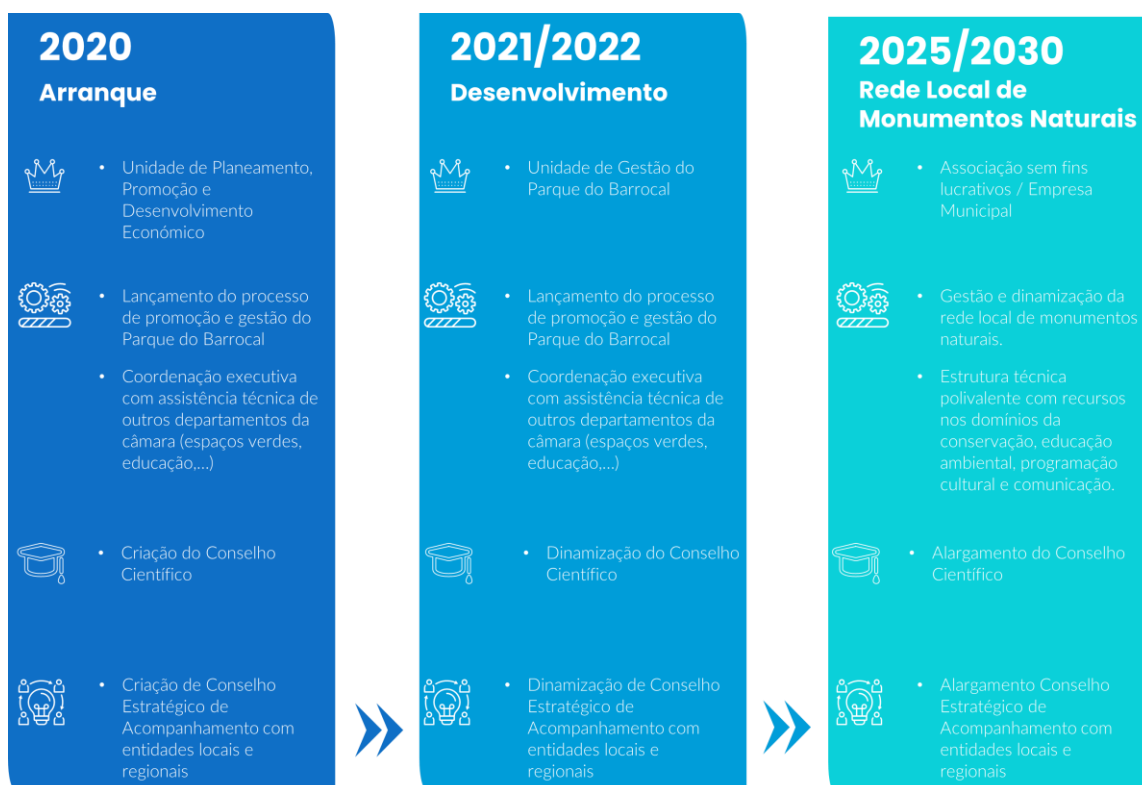 2020
Arranque
• Unidade de Planeamento,
Promoção e
Desenvolvimento
Económico
• Lançamento do processo
de promoção e gestão do
Parque do Barrocal
• Coordenação executiva
com assistência técnica de
outros departamentos da
câmara (espaços verdes,
educação,...)
• Criação do Conselho
Científico
• Criação de Conselho
Estratégico de
Acompanhamento com
entidades locais e
regionais
2021/2022
Desenvolvimento
• Unidade de Gestão do
Parque do Barrocal
• Lançamento do processo
de promoção e gestão do
Parque do Barrocal
• Coordenação executiva
com assistência técnica de
outros departamentos da
câmara (espaços verdes,
educação,...)
• Dinamização do Conselho
Científico
• Dinamização de Conselho
Estratégico de
Acompanhamento com
entidades locais e
regionais
2025/2030
Rede Local de
Monumentos Naturais
• Associação sem fins
lucrativos / Empresa
Municipal
• Gestão e dinamização da
rede local de monumentos
naturais.
• Estrutura técnica
polivalente com recursos
nos domínios da
conservação, educação
ambiental, programação
cultural e comunicação.
• Alargamento do Conselho
Científico
• Alargamento Conselho
Estratégico de
Acompanhamento com
entidades locais e
regionais